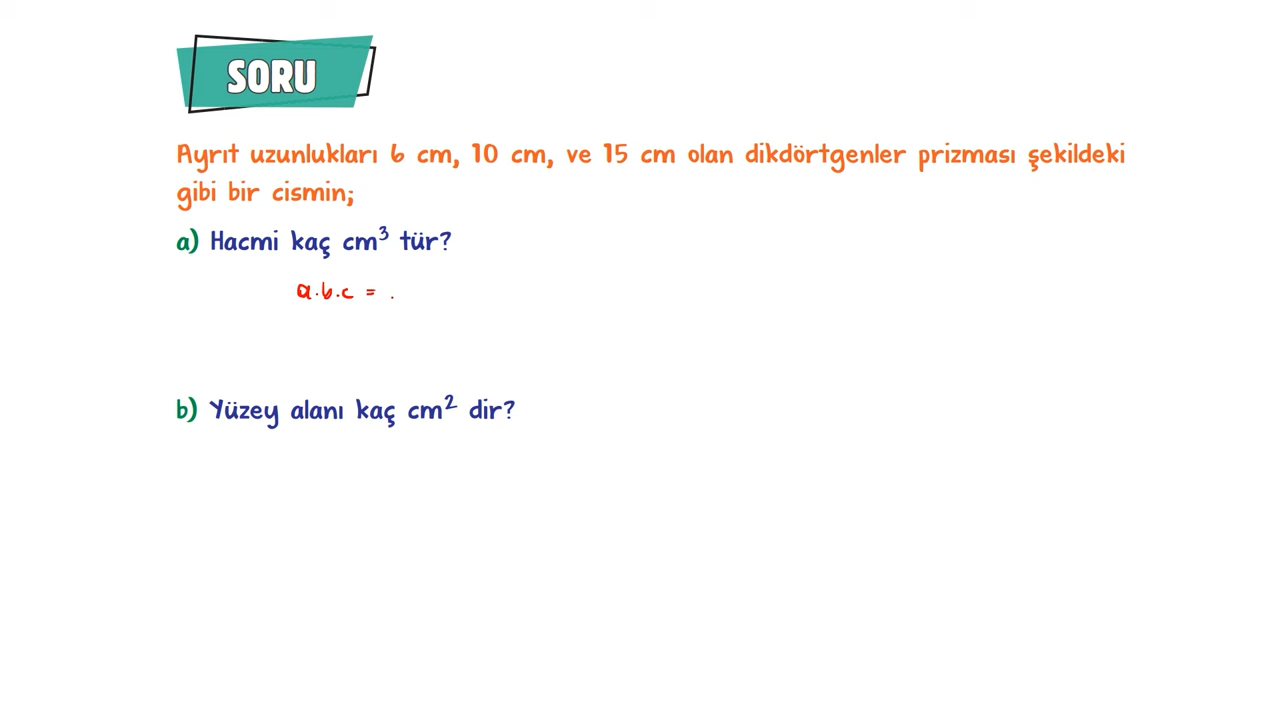 SORU
Ayrıt uzunlukları 6 cm, 10 cm, ve 15 cm olan dikdörtgenler prizması şekildeki
gibi bir cismin;
a) Hacmi kaç cm³ tür?
a.b.c = .
b) Yüzey alanı kaç cm² dir?